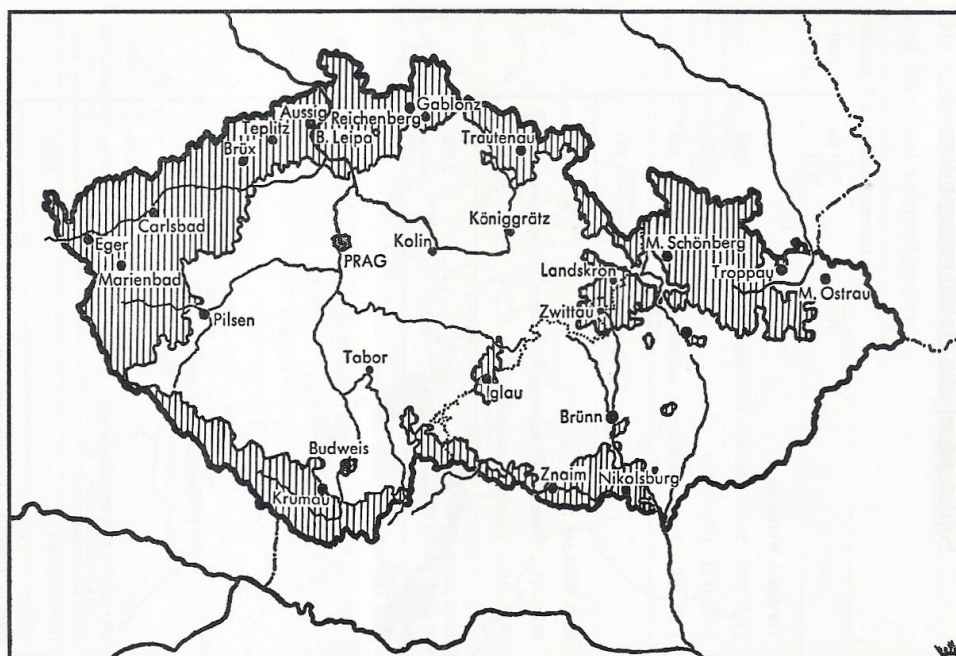 Gablonz
Aussig
Reichenberg
Teplitz
B. Leipa
Trautenau
Brüx
Carlsbad
Königgrätz
Eger
Kolin
M. Schönberg
PRAG
Landskron
Troppau
Marienbad
M. Ostrau
Pilsen
Zwittau
Tabor
Iglau
Brünn
Budweis
Znaim
Nikolsburg
Krumau